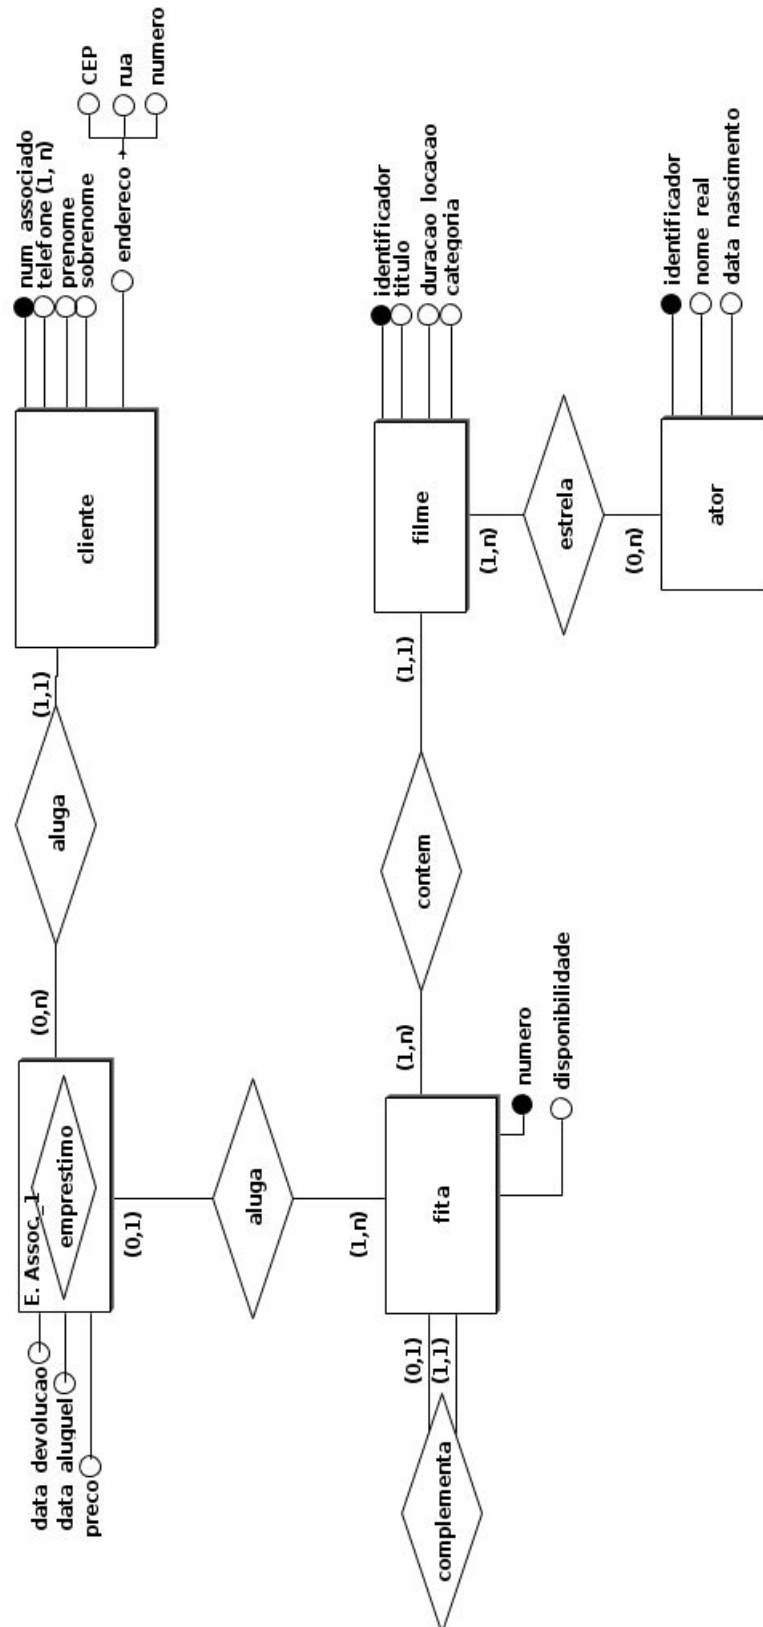 CEP
rua
numero
num associado
telefone (1, n)
prenome
sobrenome
endereco
cliente
(1,1)
aluga
(0,n)
E. Assoc._1
emprestimo
data devolucao
data aluguel
preco
(0,1)
aluga
(1,n)
identificador
titulo
duracao locacao
categoria
filme
(1,1)
contem
(1,n)
fita
numero
disponibilidade
(0,1)
(1,1)
complementa
(1,n)
estrela
(0,n)
identificador
nome real
data nascimento
ator